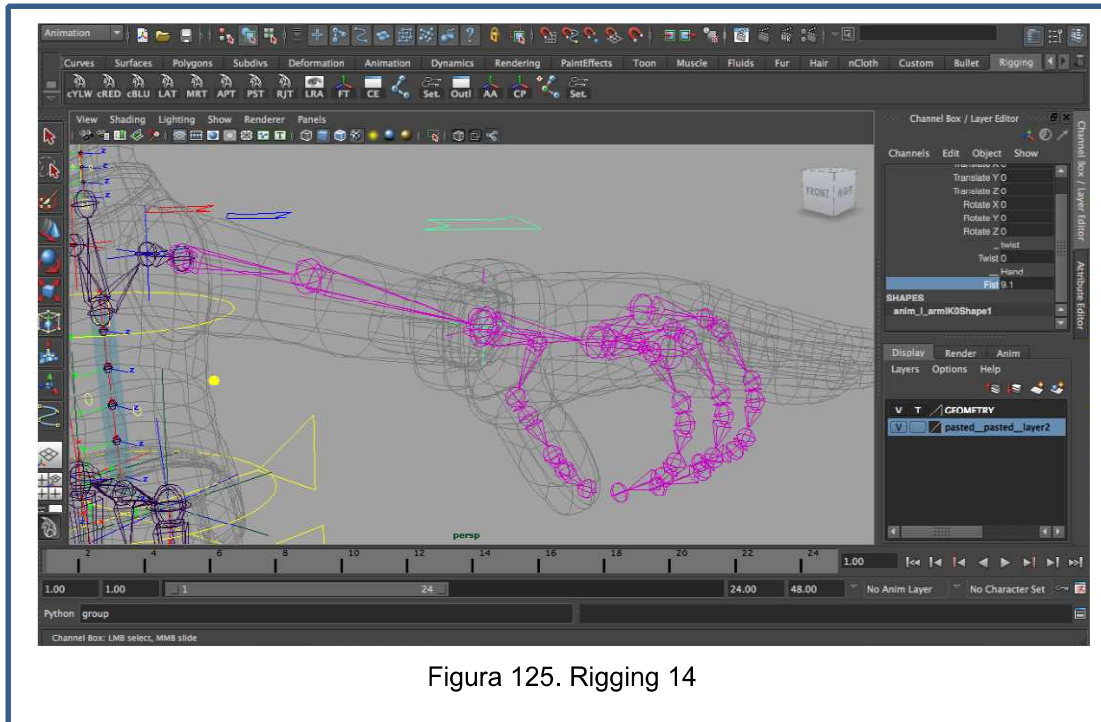 Animation
Curves Surfaces Polygons Subdivs Deformation Animation Dynamics Rendering PaintEffects Toon Muscle Fluids Fur Hair nCloth Custom Bullet Rigging
cYLW cRED cBLU LAT MRT APT PST RJT LRA FT CE Set. Outl AA CP Set.
View Shading Lighting Show Renderer Panels
Channel Box / Layer Editor
Channels Edit Object Show
Translate X 0
Translate Y 0
Translate Z 0
Rotate X 0
Rotate Y 0
Rotate Z 0
_ twist
Twist 0
__ Hand
Fist 9.1
SHAPES
anim_l_armIK0Shape1
Channel Box / Layer Editor
Attribute Editor
FRONT RIGHT
z
z
z
z
z
z
z
persp
Display Render Anim
Layers Options Help
V T GEOMETRY
V pasted__pasted__layer2
2 4 6 8 10 12 14 16 18 20 22 24
1.00
1.00 1.00 1 24 24.00 48.00 No Anim Layer No Character Set
Python group
Channel Box: LMB select, MMB slide
Figura 125. Rigging 14